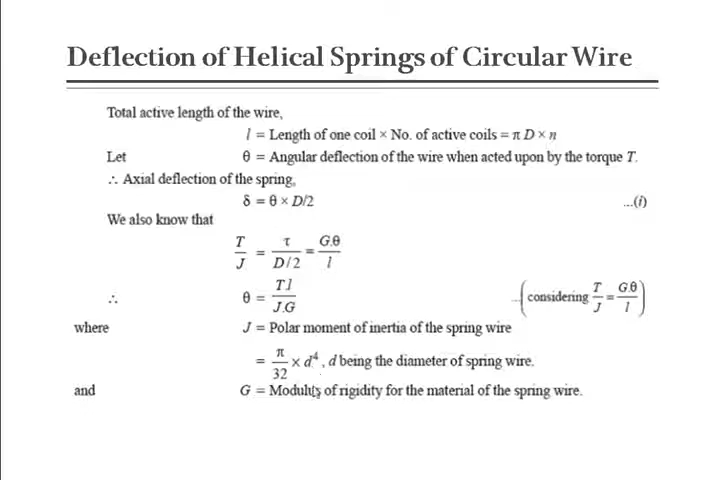 Deflection of Helical Springs of Circular Wire
Total active length of the wire,
l = Length of one coil × No. of active coils = π D × n
Let θ = Angular deflection of the wire when acted upon by the torque T.
∴ Axial deflection of the spring,
δ = θ × D/2 ...(i)
We also know that
T/J = τ/(D/2) = G.θ/l
∴ θ = T.l/J.G ...(considering T/J = G.θ/l)
where J = Polar moment of inertia of the spring wire
= π/32 × d⁴, d being the diameter of spring wire.
and G = Modulus of rigidity for the material of the spring wire.